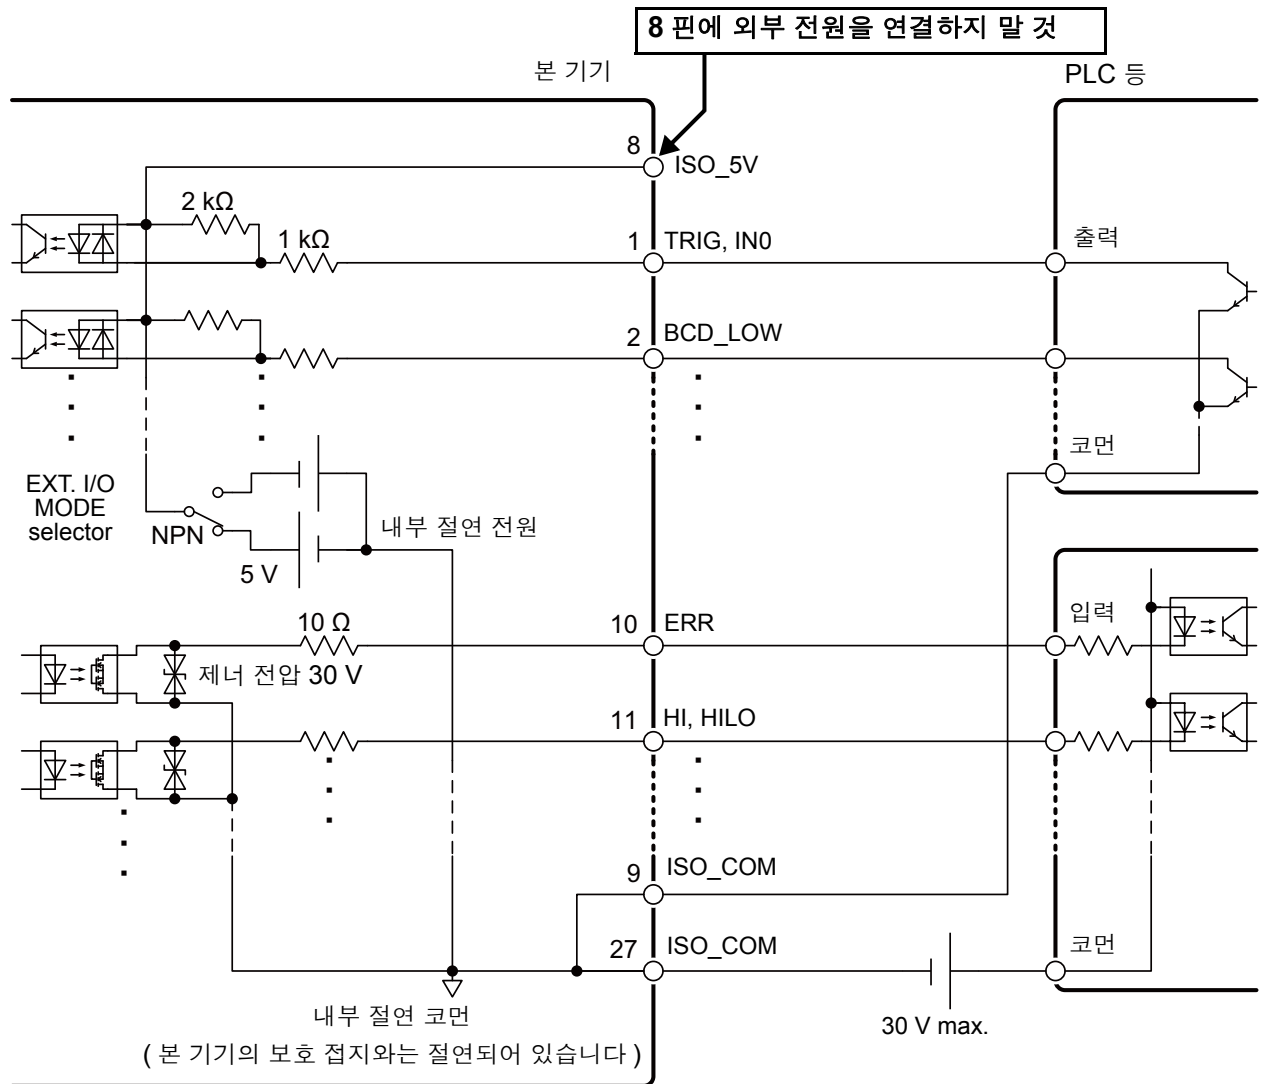 8 핀에 외부 전원을 연결하지 말 것
본 기기
PLC 등
8
ISO_5V
2 kΩ
1 kΩ
1
TRIG, IN0
출력
2
BCD_LOW
코먼
EXT. I/O
MODE
selector
NPN
내부 절연 전원
5 V
10 Ω
10
ERR
입력
제너 전압 30 V
11
HI, HILO
9
ISO_COM
27
ISO_COM
코먼
내부 절연 코먼
30 V max.
( 본 기기의 보호 접지와는 절연되어 있습니다 )